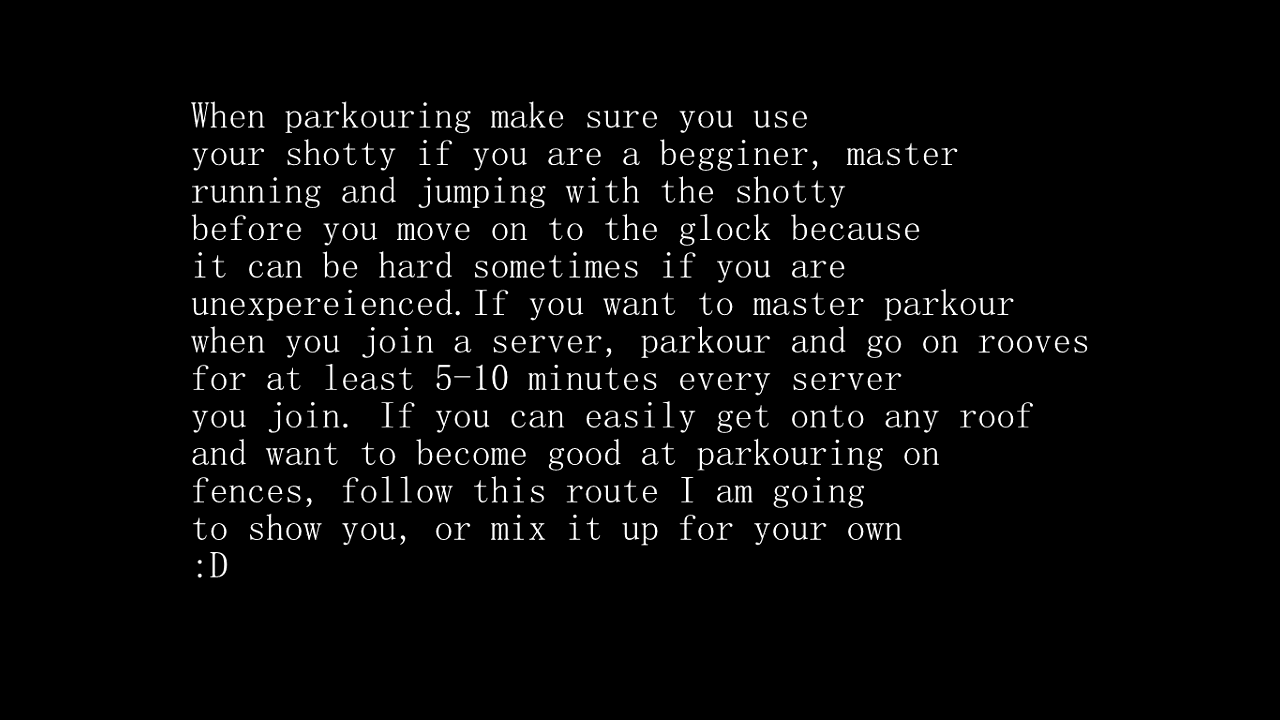 When parkouring make sure you use
your shotty if you are a begginer, master
running and jumping with the shotty
before you move on to the glock because
it can be hard sometimes if you are
unexpereienced.If you want to master parkour
when you join a server, parkour and go on rooves
for at least 5-10 minutes every server
you join. If you can easily get onto any roof
and want to become good at parkouring on
fences, follow this route I am going
to show you, or mix it up for your own
:D